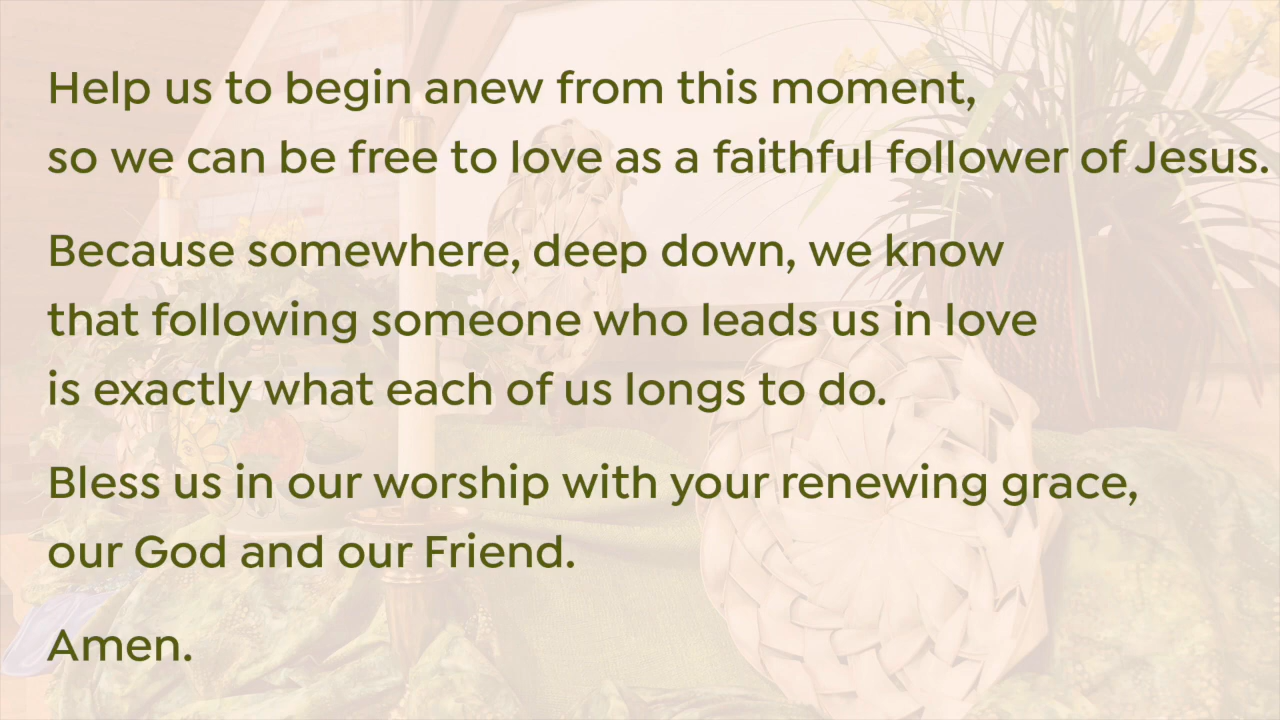 Help us to begin anew from this moment,
so we can be free to love as a faithful follower of Jesus.
Because somewhere, deep down, we know
that following someone who leads us in love
is exactly what each of us longs to do.
Bless us in our worship with your renewing grace,
our God and our Friend.
Amen.